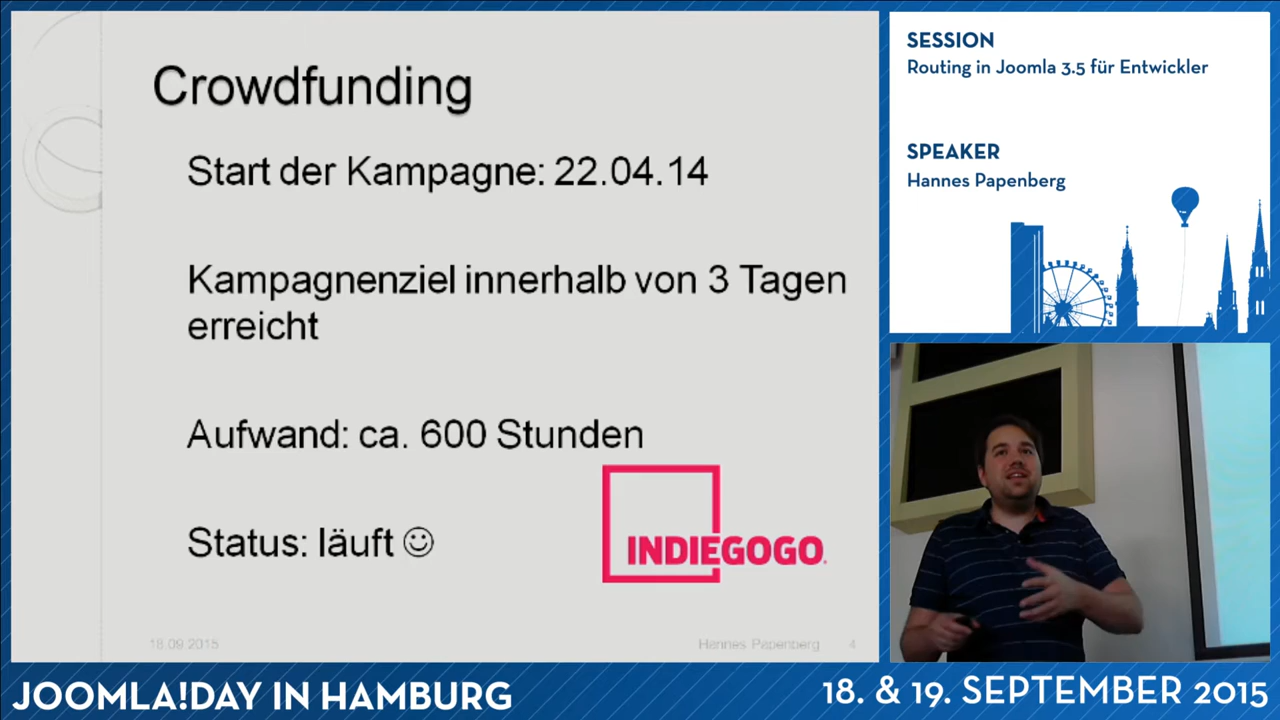 Crowdfunding
Start der Kampagne: 22.04.14
Kampagnenziel innerhalb von 3 Tagen
erreicht
Aufwand: ca. 600 Stunden
Status: läuft ☺
INDIEGOGO.
18.09.2015
Hannes Papenberg 4
SESSION
Routing in Joomla 3.5 für Entwickler
SPEAKER
Hannes Papenberg
JOOMLA!DAY IN HAMBURG
18. & 19. SEPTEMBER 2015